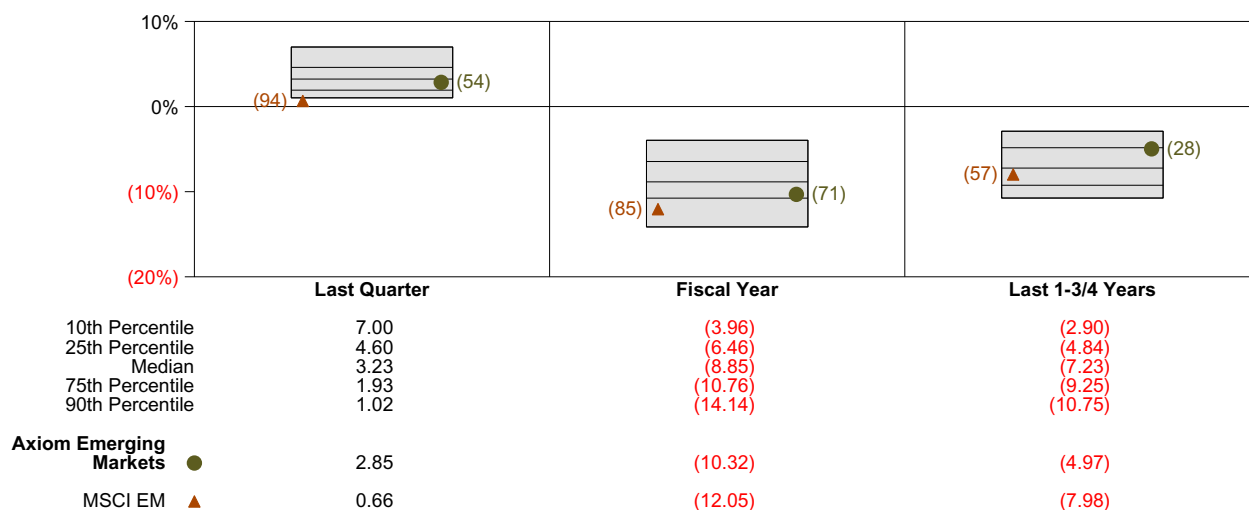 10%
0%
(10%)
(20%)
(94)
(54)
(85)
(71)
(57)
(28)
Last Quarter Fiscal Year Last 1-3/4 Years
10th Percentile 7.00 (3.96) (2.90)
25th Percentile 4.60 (6.46) (4.84)
Median 3.23 (8.85) (7.23)
75th Percentile 1.93 (10.76) (9.25)
90th Percentile 1.02 (14.14) (10.75)
Axiom Emerging
Markets 2.85 (10.32) (4.97)
MSCI EM 0.66 (12.05) (7.98)